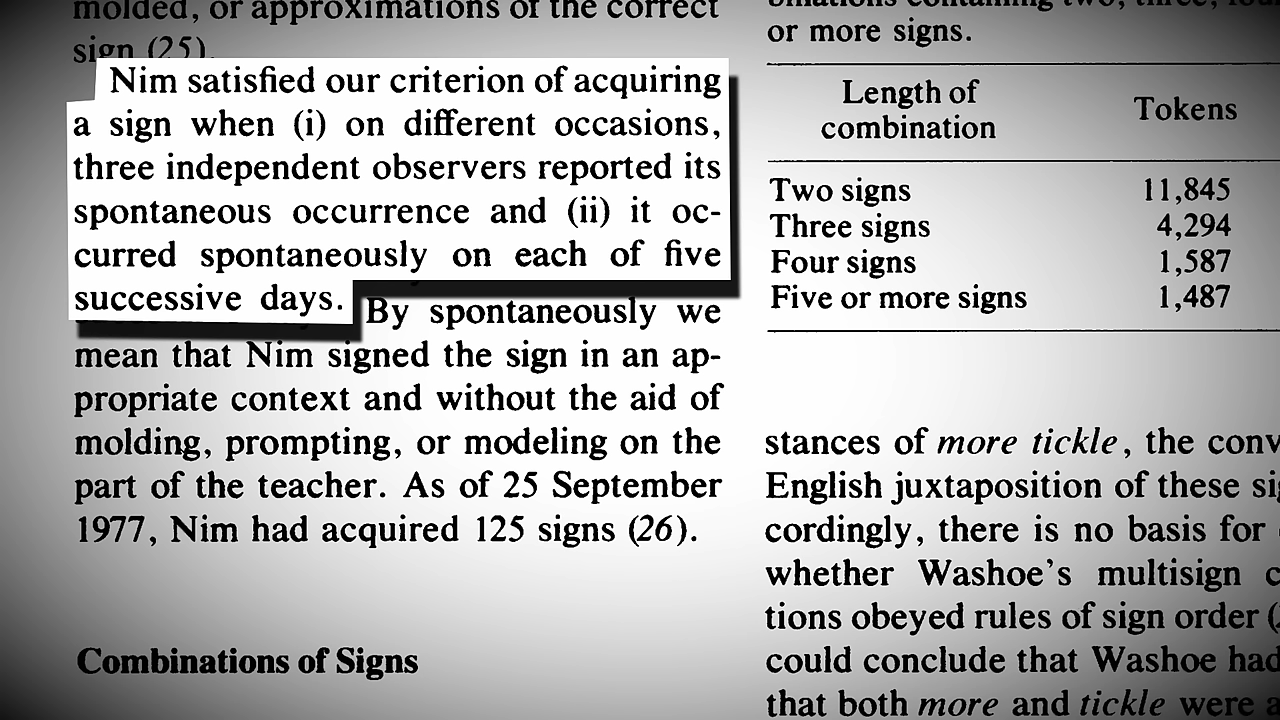 molded, or approximations of the correct
sign (25).
Nim satisfied our criterion of acquiring
a sign when (i) on different occasions,
three independent observers reported its
spontaneous occurrence and (ii) it oc-
curred spontaneously on each of five
successive days.
By spontaneously we
mean that Nim signed the sign in an ap-
propriate context and without the aid of
molding, prompting, or modeling on the
part of the teacher. As of 25 September
1977, Nim had acquired 125 signs (26).
Combinations of Signs
or more signs.
Length of
combination
Tokens
Two signs 11,845
Three signs 4,294
Four signs 1,587
Five or more signs 1,487
stances of more tickle, the
English juxtaposition of these
cordingly, there is no basis for
whether Washoe's multisign
tions obeyed rules of sign order
could conclude that Washoe had
that both more and tickle were